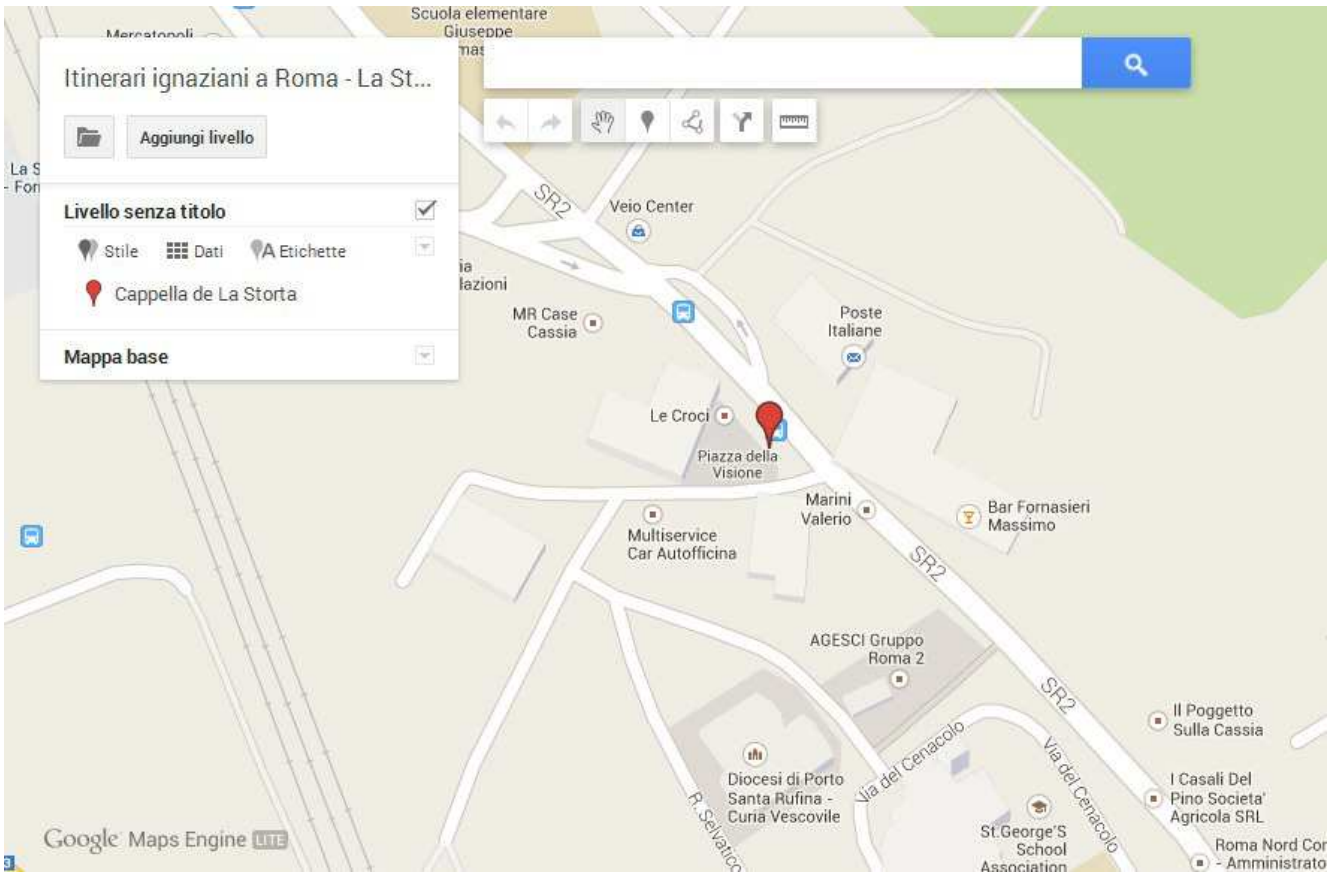 Scuola elementare
Giuseppe
Mercatopoli
Itinerari ignaziani a Roma - La St...
Aggiungi livello
Livello senza titolo
Stile
Dati
A Etichette
Cappella de La Storta
Mappa base
La S
- For
SR2
Veio Center
lazioni
MR Case
Cassia
Poste
Italiane
Le Croci
Piazza della
Visione
Marini
Valerio
Bar Fornasieri
Massimo
Multiservice
Car Autofficina
SR2
AGESCI Gruppo
Roma 2
SR2
Il Poggetto
Sulla Cassia
Via del Cenacolo
Via del Cenacolo
Diocesi di Porto
Santa Rufina -
Curia Vescovile
R. Selvatico
I Casali Del
Pino Societa'
Agricola SRL
St.George'S
School
Association
Roma Nord Cor
- Amministrato
Google Maps Engine LITE
3